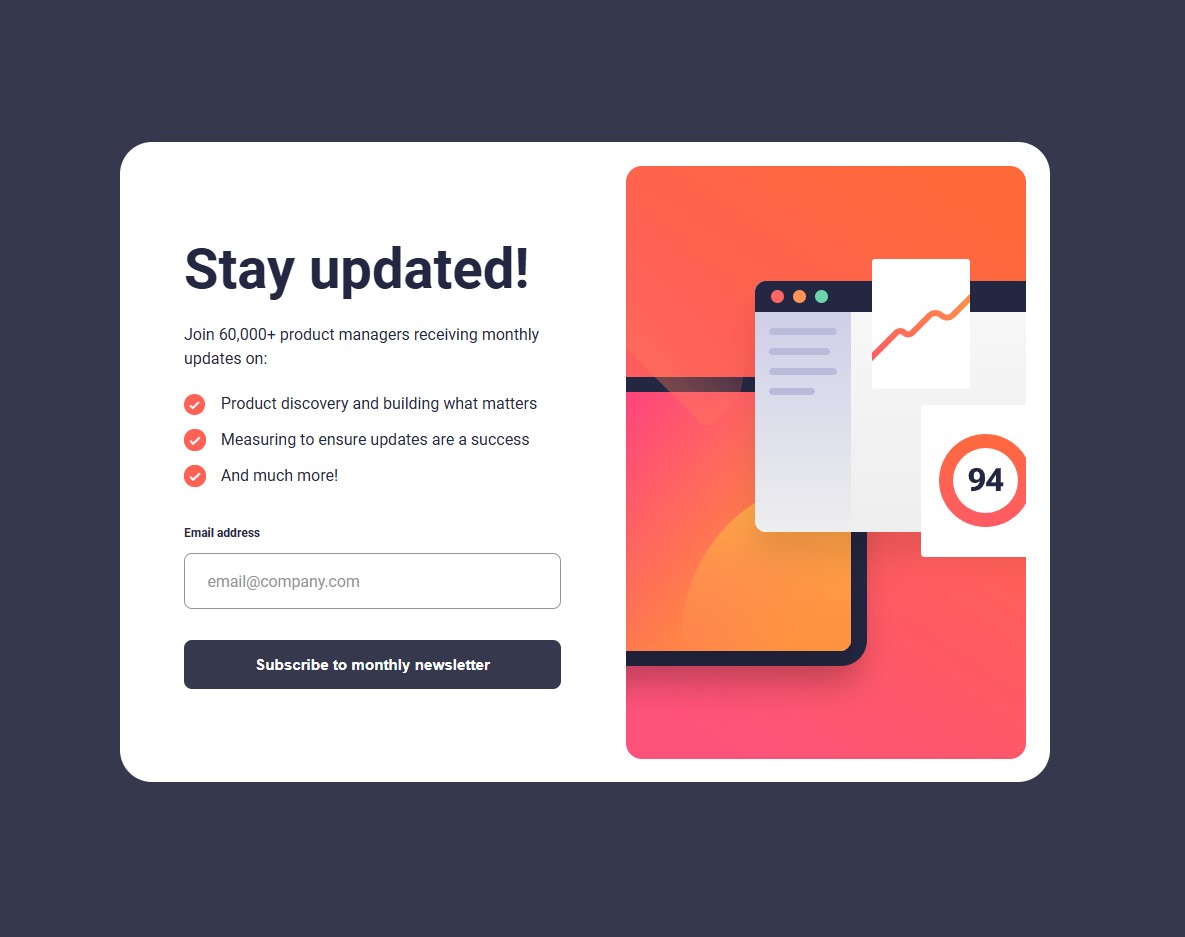 Stay updated!
Join 60,000+ product managers receiving monthly
updates on:
Product discovery and building what matters
Measuring to ensure updates are a success
And much more!
Email address
email@company.com
Subscribe to monthly newsletter
94